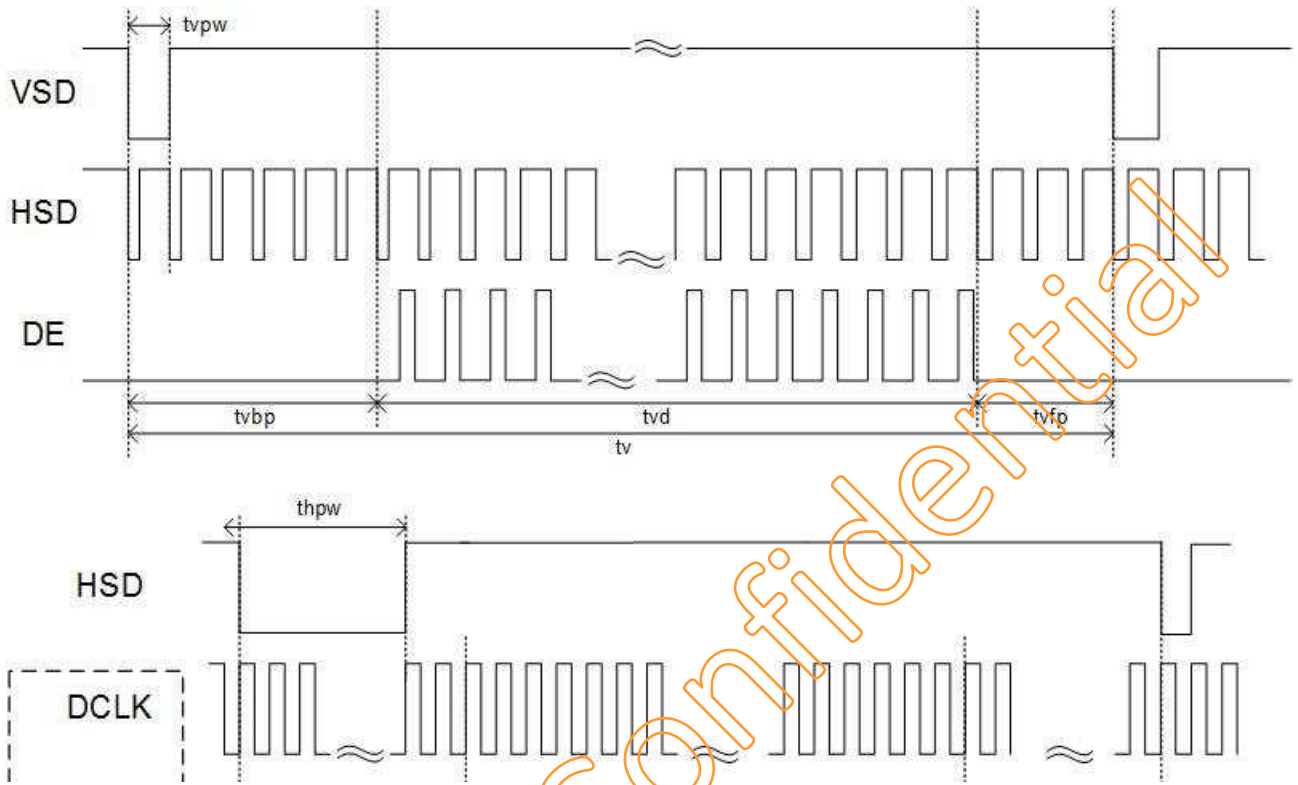 tvpw
VSD
HSD
DE
tvbp tvd tvfp
tv
thpw
HSD
DCLK
Confidential